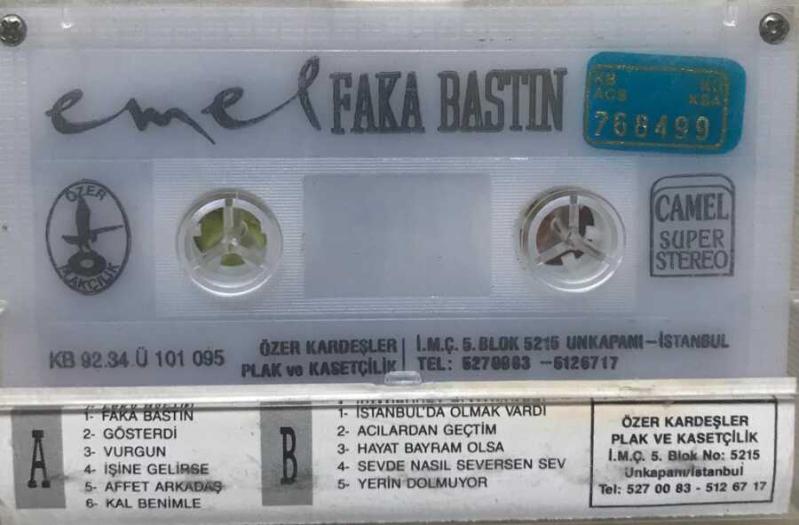 emel FAKA BASTIN
KB
ACS
768499
ÖZER
PLAKÇILIK
CAMEL
SUPER
STEREO
KB 92.34 Ü 101 095
ÖZER KARDEŞLER
PLAK ve KASETÇİLİK
İ.M.Ç. 5. BLOK 5215 UNKAPANI-İSTANBUL
TEL: 5270083 -5126717
A
1- FAKA BASTIN
2- GÖSTERDİ
3- VURGUN
4- İŞİNE GELİRSE
5- AFFET ARKADAŞ
6- KAL BENİMLE
B
1- İSTANBUL'DA OLMAK VARDI
2- ACILARDAN GEÇTİM
3- HAYAT BAYRAM OLSA
4- SEVDE NASIL SEVERSEN SEV
5- YERİN DOLMUYOR
ÖZER KARDEŞLER
PLAK VE KASETÇİLİK
İ.M.Ç. 5. Blok No: 5215
Unkapanı/İstanbul
Tel: 527 00 83 - 512 67 17